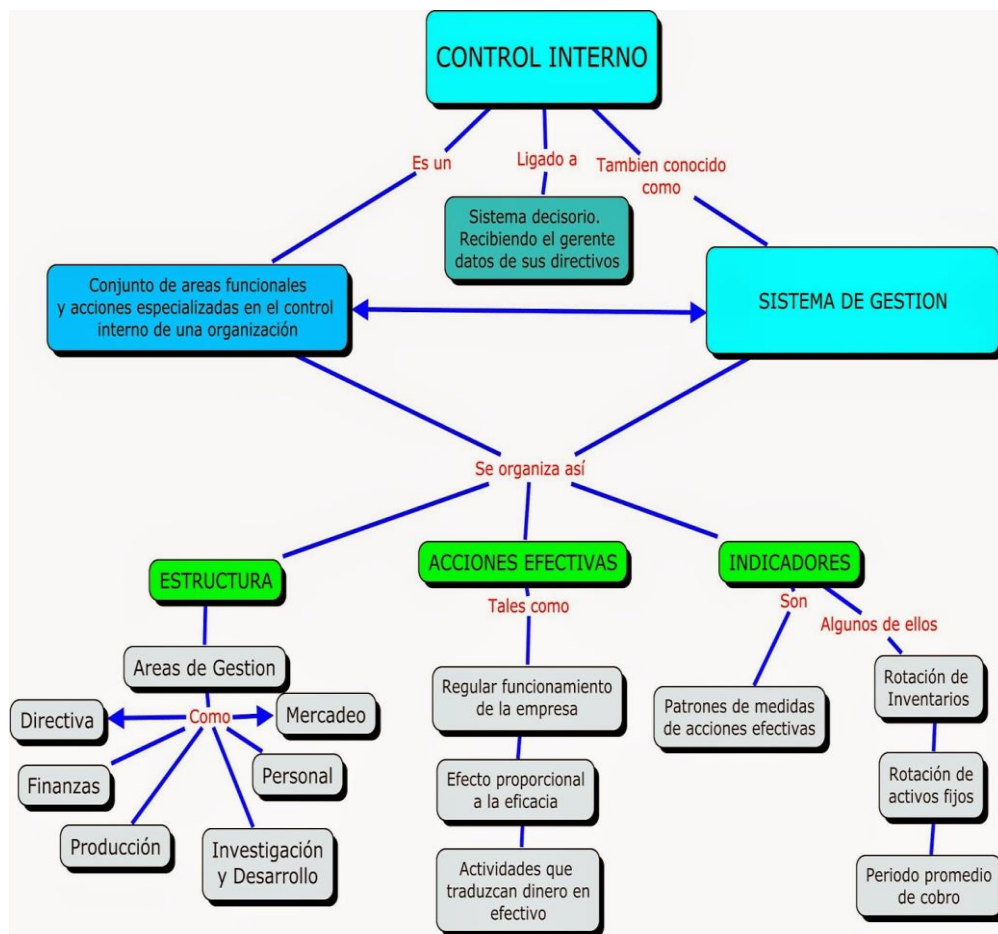 CONTROL INTERNO
Es un
Ligado a
Tambien conocido
como
Sistema decisorio.
Recibiendo el gerente
datos de sus directivos
Conjunto de areas funcionales
y acciones especializadas en el control
interno de una organización
SISTEMA DE GESTION
Se organiza así
ESTRUCTURA
ACCIONES EFECTIVAS
INDICADORES
Areas de Gestion
Como
Directiva
Mercadeo
Finanzas
Personal
Producción
Investigación
y Desarrollo
Tales como
Regular funcionamiento
de la empresa
Efecto proporcional
a la eficacia
Actividades que
traduzcan dinero en
efectivo
Son
Patrones de medidas
de acciones efectivas
Algunos de ellos
Rotación de
Inventarios
Rotación de
activos fijos
Periodo promedio
de cobro